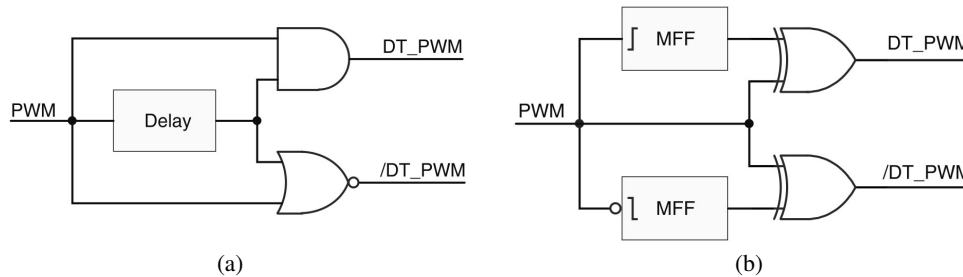 DT_PWM
PWM
Delay
/DT_PWM
(a)
MFF
DT_PWM
PWM
/DT_PWM
MFF
(b)